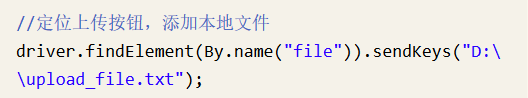 //定位上传按钮，添加本地文件
driver.findElement(By.name("file")).sendKeys("D:\
\upload_file.txt");